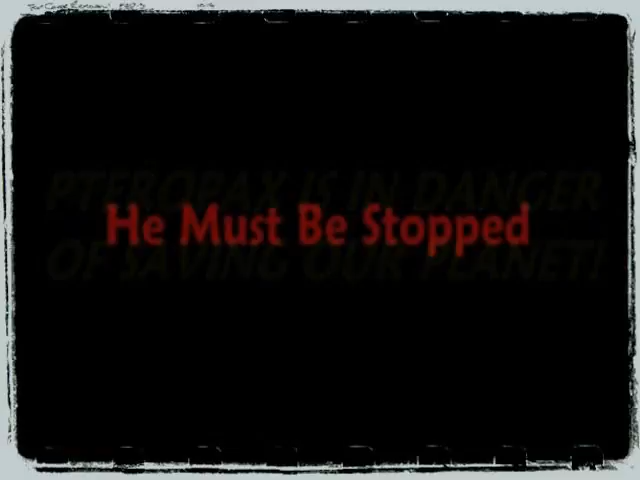 PTEROPAX IS IN DANGER
He Must Be Stopped
OF SAVING OUR PLANET!